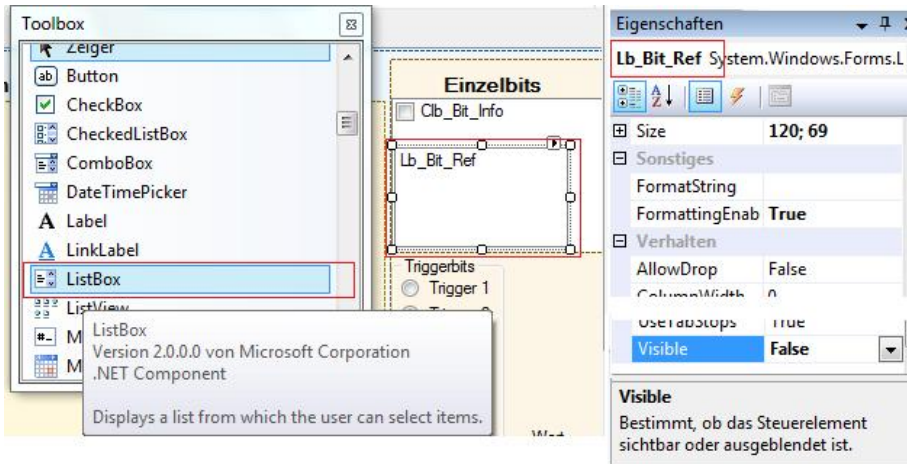 Toolbox
Zeiger
Button
CheckBox
CheckedListBox
ComboBox
DateTimePicker
Label
LinkLabel
ListBox
ListView
ListBox
Version 2.0.0.0 von Microsoft Corporation
.NET Component
Displays a list from which the user can select items.
Einzelbits
Clb_Bit_Info
Lb_Bit_Ref
Triggerbits
Trigger 1
Eigenschaften
Lb_Bit_Ref System.Windows.Forms.L
Size 120; 69
Sonstiges
FormatString
FormattingEnab True
Verhalten
AllowDrop False
ColumnWidth 0
UseTabStops True
Visible False
Visible
Bestimmt, ob das Steuerelement
sichtbar oder ausgeblendet ist.